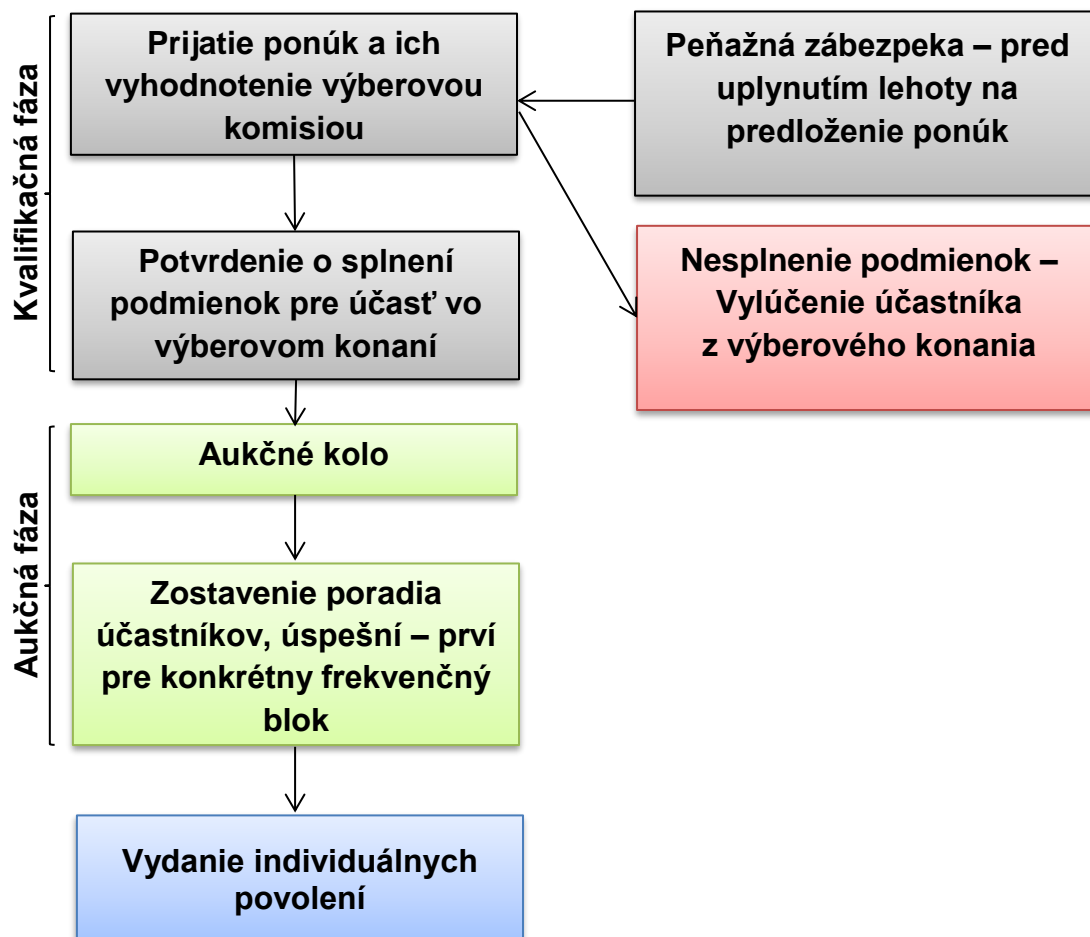 Kvalifikačná fáza
Prijatie ponúk a ich
vyhodnotenie výberovou
komisiou
Peňažná zábezpeka – pred
uplynutím lehoty na
predloženie ponúk
Potvrdenie o splnení
podmienok pre účasť vo
výberovom konaní
Nesplnenie podmienok –
Vylúčenie účastníka
z výberového konania
Aukčná fáza
Aukčné kolo
Zostavenie poradia
účastníkov, úspešní – prví
pre konkrétny frekvenčný
blok
Vydanie individuálnych
povolení